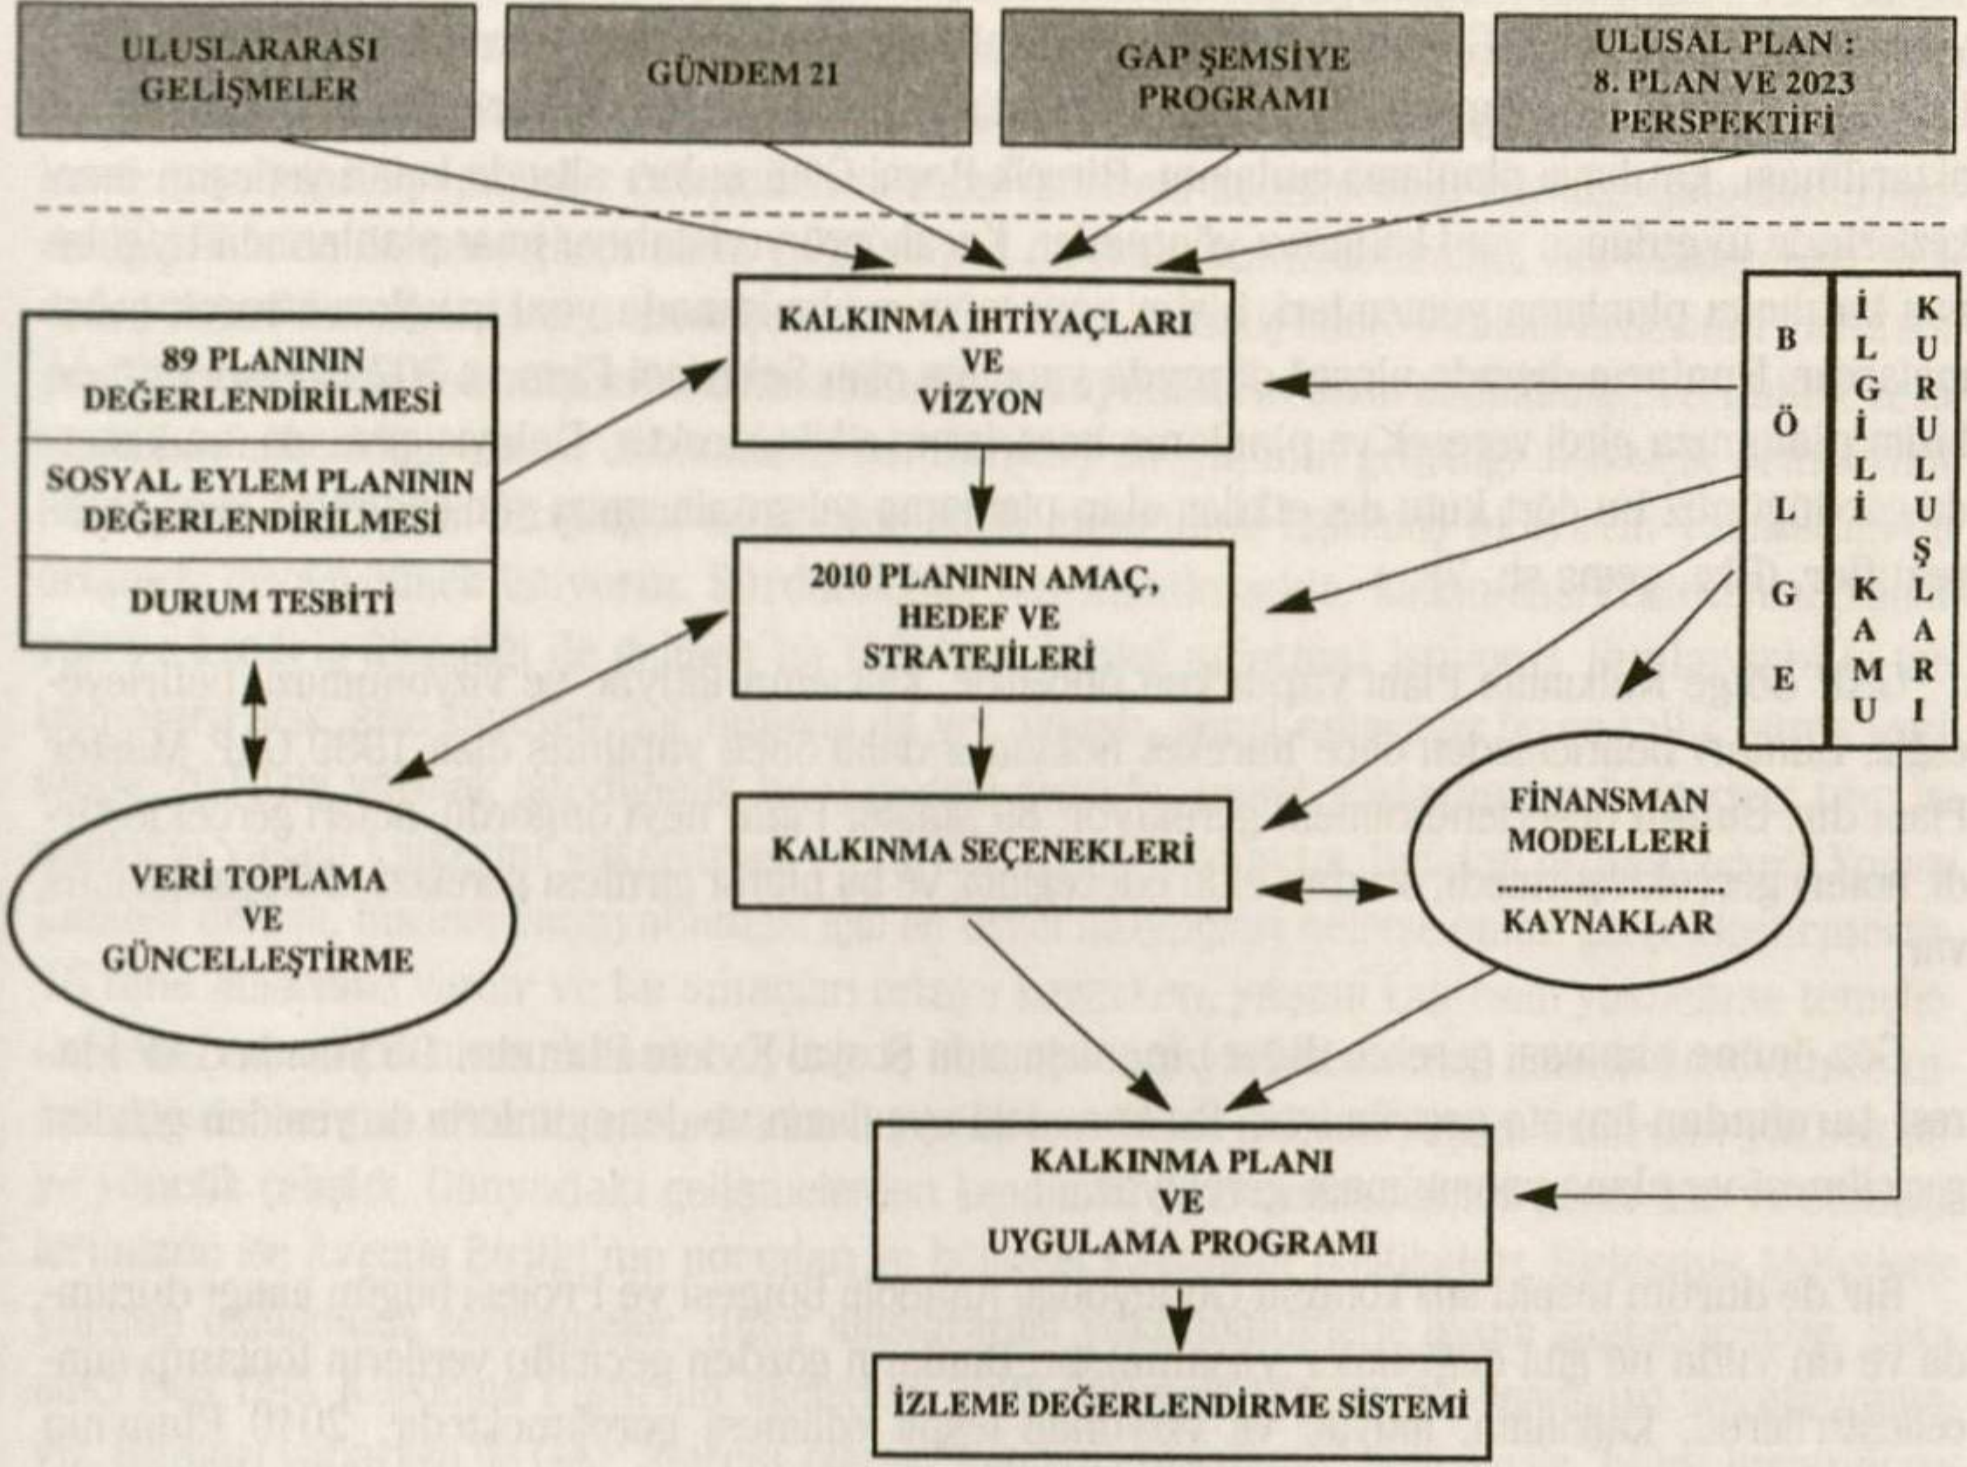 ULUSLARARASI
GELİŞMELER
GÜNDEM 21
GAP ŞEMSİYE
PROGRAMI
ULUSAL PLAN :
8. PLAN VE 2023
PERSPEKTİFİ
89 PLANININ
DEĞERLENDİRİLMESİ
SOSYAL EYLEM PLANININ
DEĞERLENDİRİLMESİ
DURUM TESBİTİ
KALKINMA İHTİYAÇLARI
VE
VİZYON
BÖLGE
İLGİLİ KAMU
KURULUŞLARI
2010 PLANININ AMAÇ,
HEDEF VE
STRATEJİLERİ
VERİ TOPLAMA
VE
GÜNCELLEŞTİRME
KALKINMA SEÇENEKLERİ
FİNANSMAN
MODELLERİ
KAYNAKLAR
KALKINMA PLANI
VE
UYGULAMA PROGRAMI
İZLEME DEĞERLENDİRME SİSTEMİ